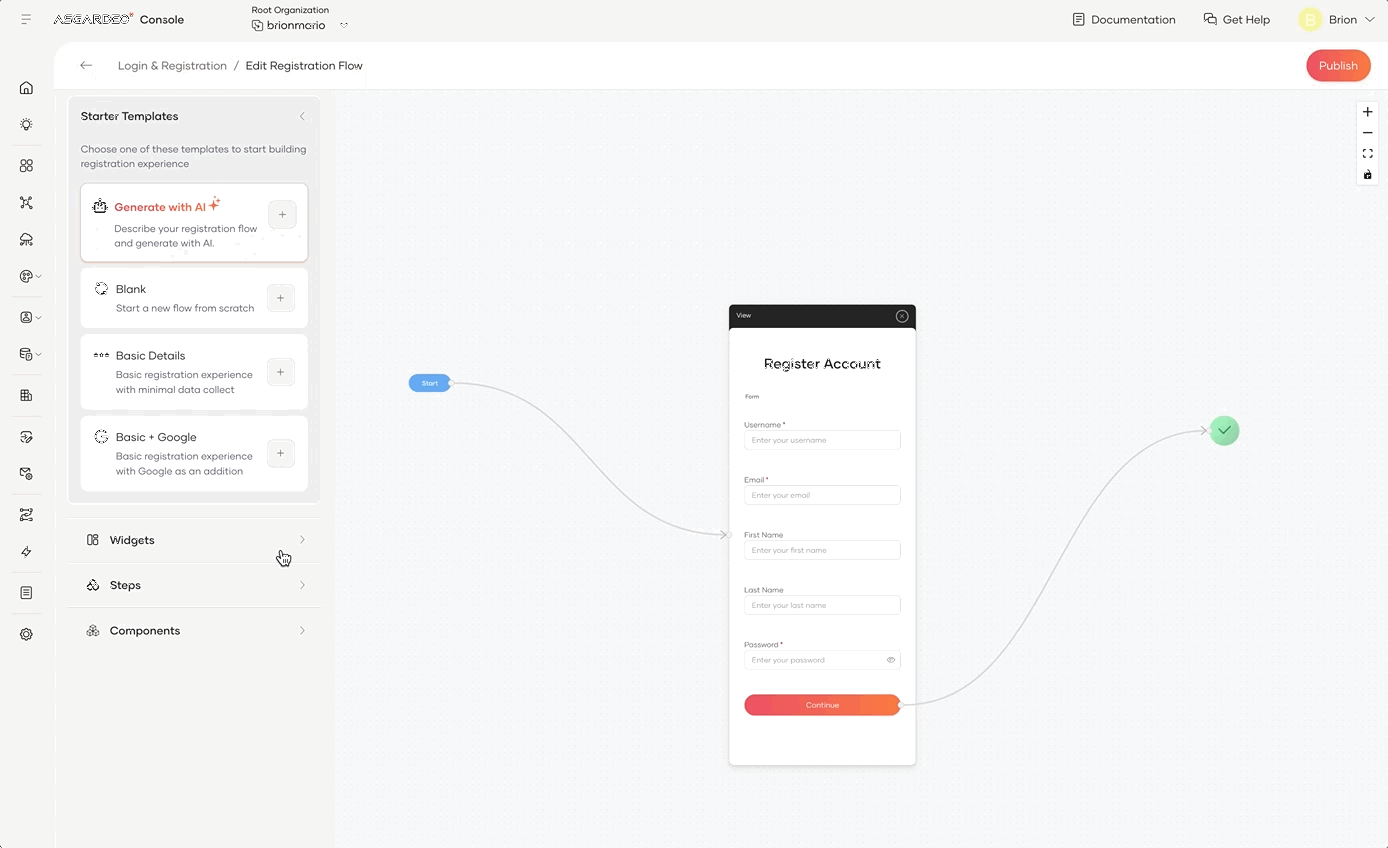 ASGARDEO Console
Root Organization
brionmario
Documentation
Get Help
B
Brion
Login & Registration / Edit Registration Flow
Publish
Starter Templates
Choose one of these templates to start building
registration experience
Generate with AI
Describe your registration flow
and generate with AI.
Blank
Start a new flow from scratch
Basic Details
Basic registration experience
with minimal data collect
Basic + Google
Basic registration experience
with Google as an addition
Widgets
Steps
Components
Start
View
Register Account
Form
Username *
Enter your username
Email *
Enter your email
First Name
Enter your first name
Last Name
Enter your last name
Password *
Enter your password
Continue